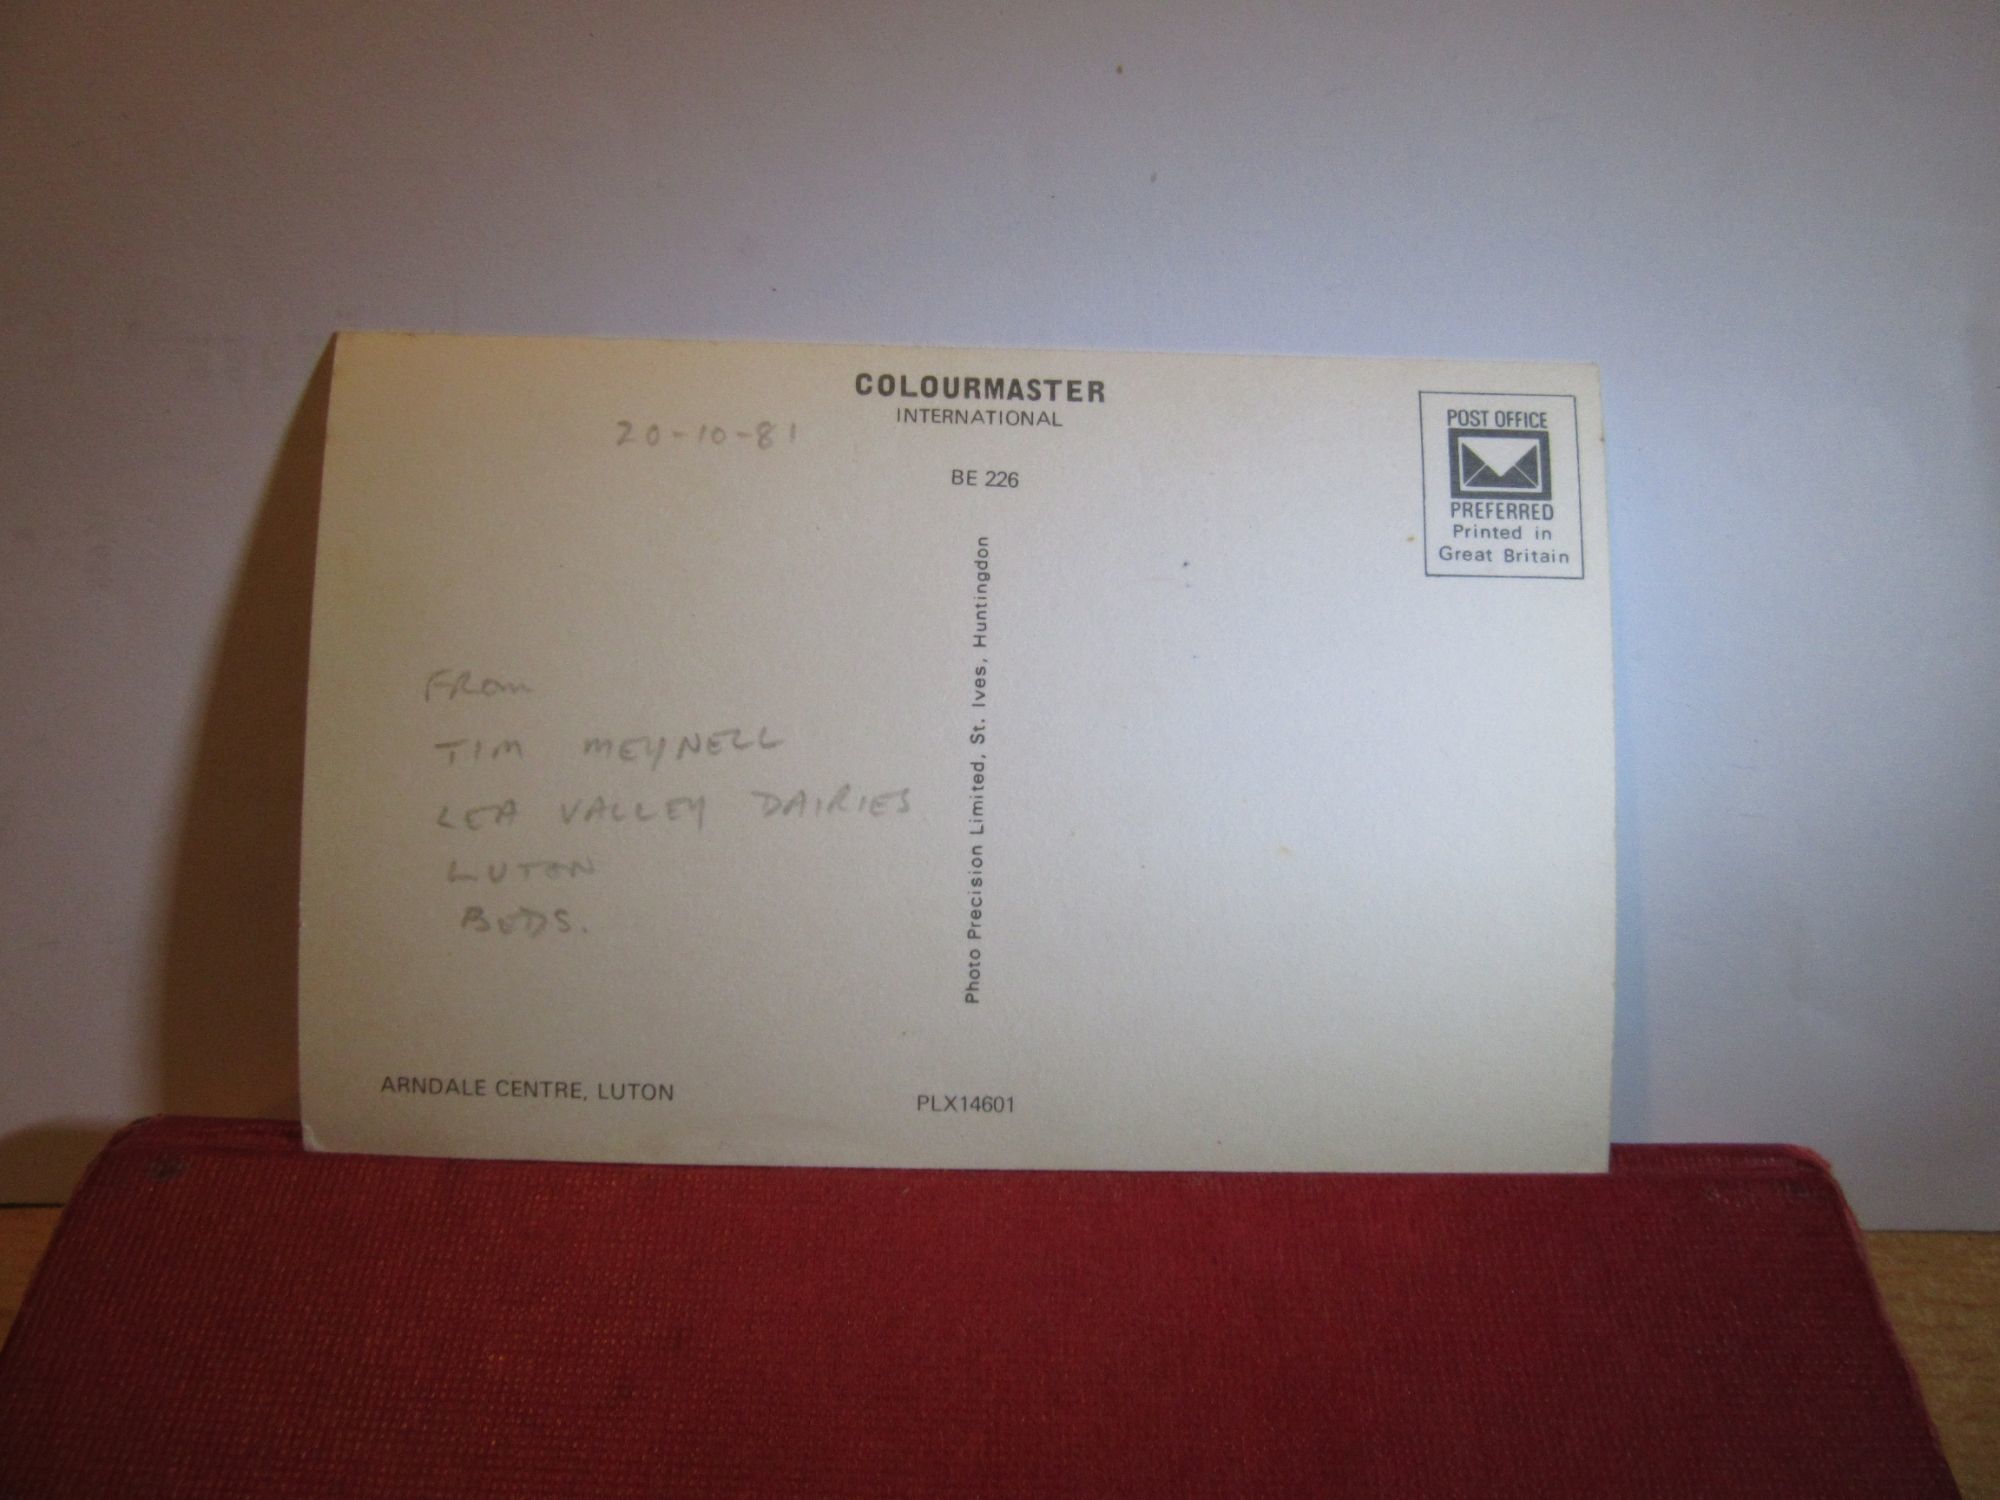 COLOURMASTER
INTERNATIONAL
20-10-81
BE 226
POST OFFICE
PREFERRED
Printed in
Great Britain
Photo Precision Limited, St. Ives, Huntingdon
FROM
TIM MEYNELL
LEA VALLEY DAIRIES
LUTON
BEDS.
ARNDALE CENTRE, LUTON
PLX14601